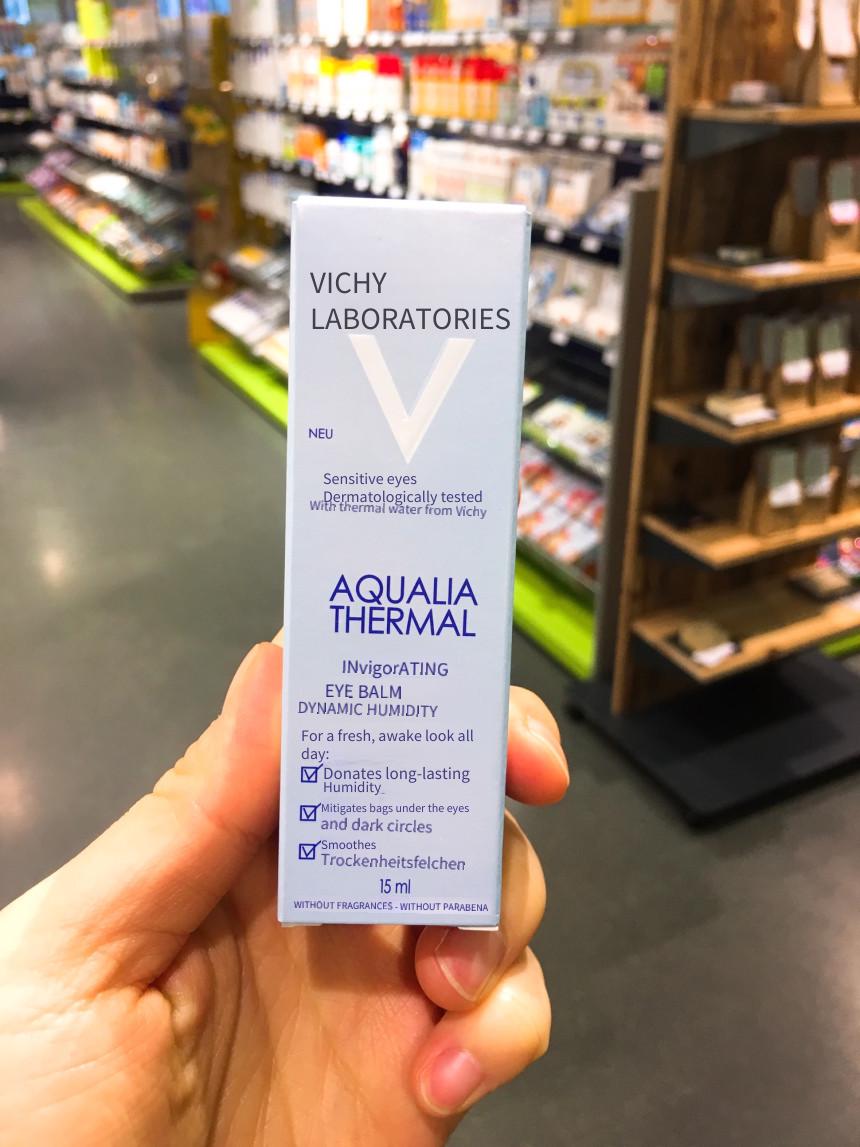 VICHY
LABORATORIES
V
NEU
Sensitive eyes
Dermatologically tested
With thermal water from Vichy
AQUALIA
THERMAL
INvigorATING
EYE BALM
DYNAMIC HUMIDITY
For a fresh, awake look all
day:
Donates long-lasting
Humidity
Mitigates bags under the eyes
and dark circles
Smoothes
Trockenheitsfelchen
15 ml
WITHOUT FRAGRANCES - WITHOUT PARABENA